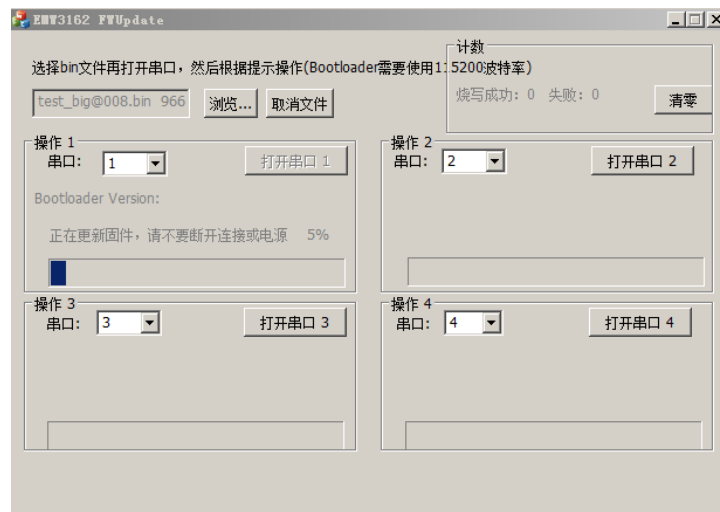 EMW3162 FWUpdate
计数
选择bin文件再打开串口，然后根据提示操作(Bootloader需要使用115200波特率)
test_big@008.bin 966 浏览... 取消文件 烧写成功: 0 失败: 0 清零
操作 1
串口: 1 打开串口 1
Bootloader Version:
正在更新固件，请不要断开连接或电源 5%
操作 2
串口: 2 打开串口 2
操作 3
串口: 3 打开串口 3
操作 4
串口: 4 打开串口 4